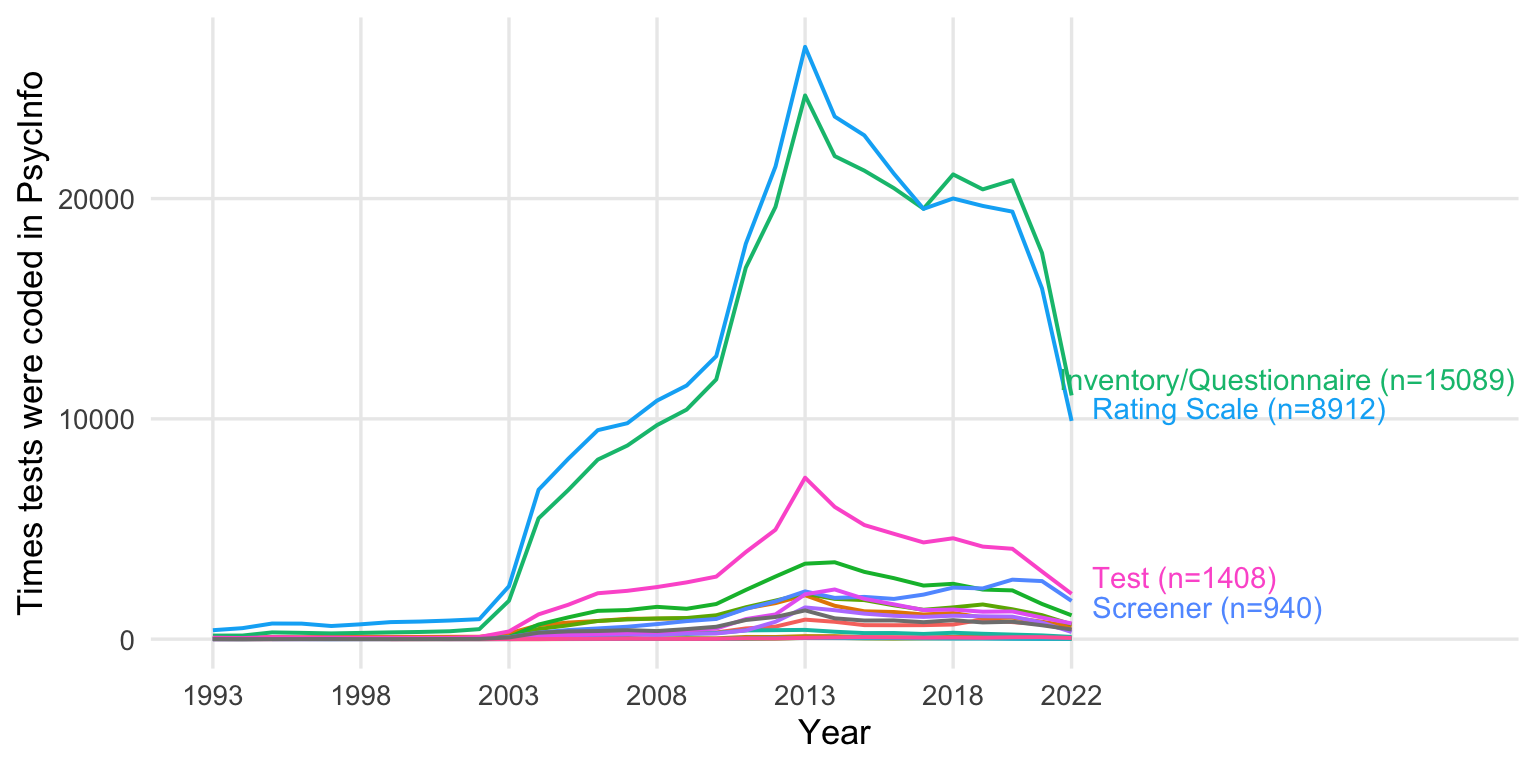 Times tests were coded in PsycInfo
20000
10000
0
Inventory/Questionnaire (n=15089)
Rating Scale (n=8912)
Test (n=1408)
Screener (n=940)
1993 1998 2003 2008 2013 2018 2022
Year